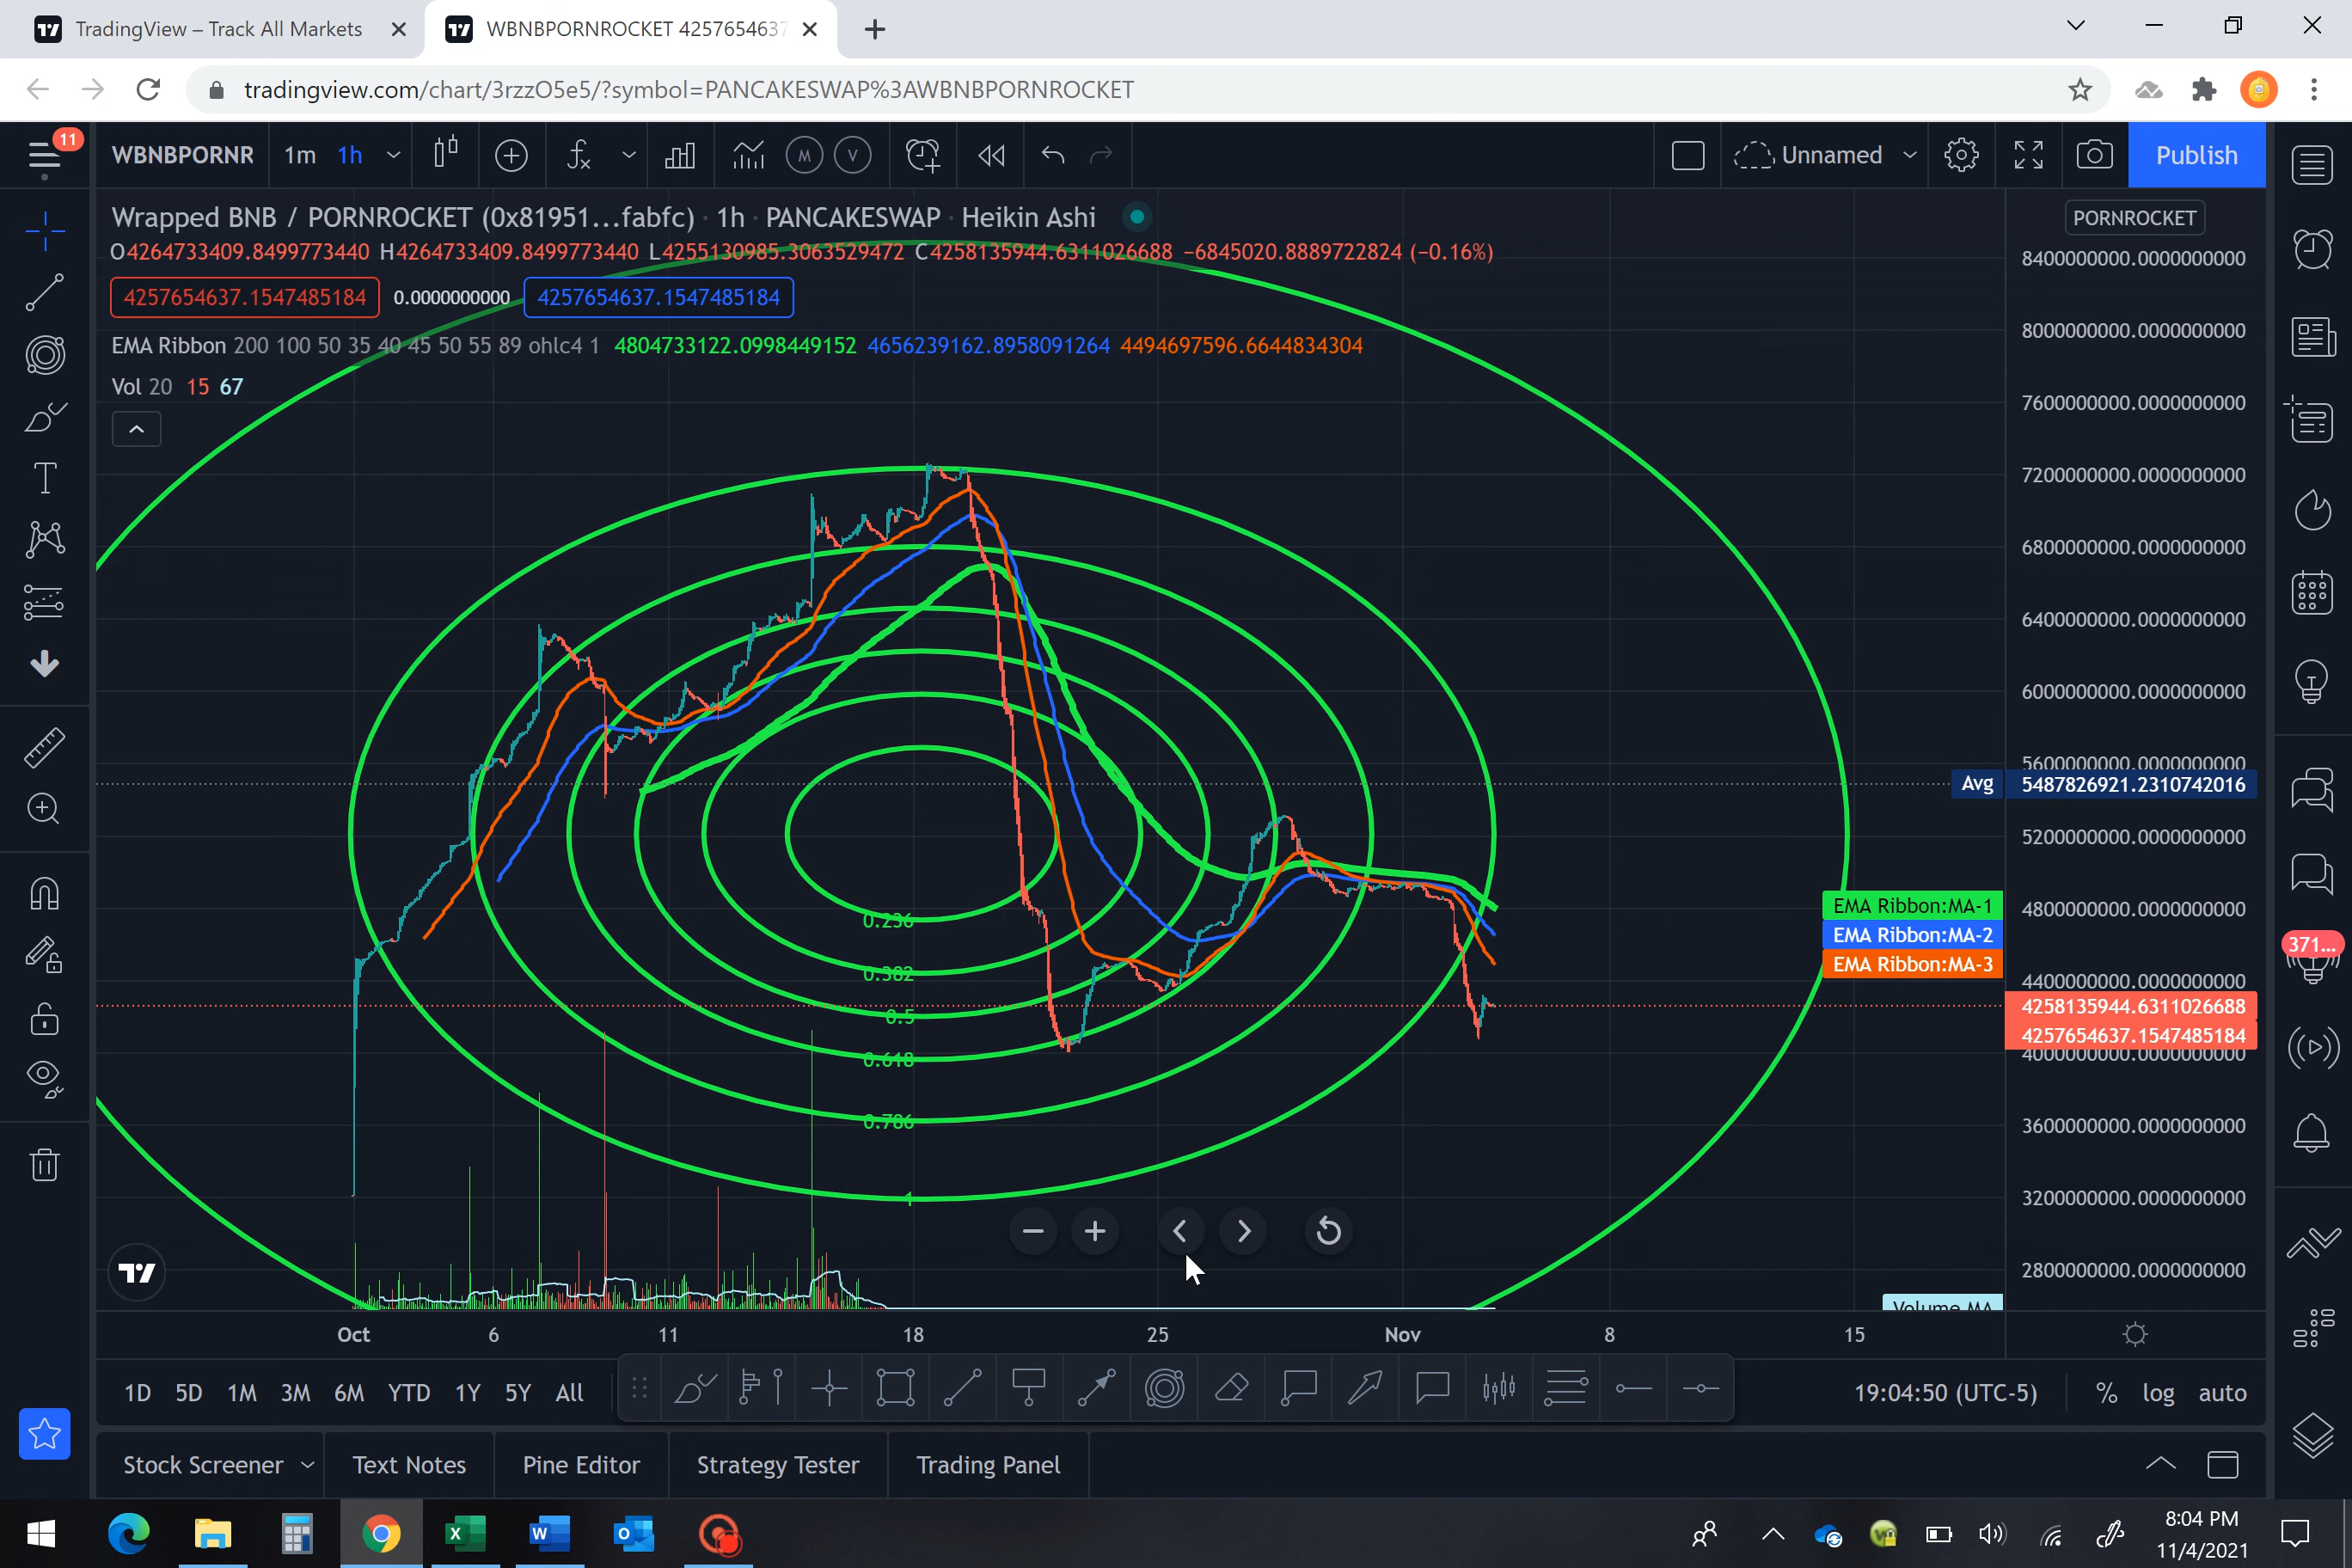 TradingView – Track All Markets
WBNBPORNROCKET 4257654637
tradingview.com/chart/3rzzO5e5/?symbol=PANCAKESWAP%3AWBNBPORNROCKET
11
WBNBPORNR 1m 1h M V Unnamed Publish
Wrapped BNB / PORNROCKET (0x81951...fabfc) · 1h · PANCAKESWAP · Heikin Ashi
PORNROCKET
O4264733409.8499773440 H4264733409.8499773440 L4255130985.3063529472 C4258135944.6311026688 −6845020.8889722824 (−0.16%)
4257654637.1547485184 0.0000000000 4257654637.1547485184
EMA Ribbon 200 100 50 35 40 45 50 55 89 ohlc4 1 4804733122.0998449152 4656239162.8958091264 4494697596.6644834304
Vol 20 15 67
8400000000.0000000000
8000000000.0000000000
7600000000.0000000000
7200000000.0000000000
6800000000.0000000000
6400000000.0000000000
6000000000.0000000000
5600000000.0000000000
Avg 5487826921.2310742016
5200000000.0000000000
EMA Ribbon:MA-1
4800000000.0000000000
EMA Ribbon:MA-2
EMA Ribbon:MA-3
4400000000.0000000000
4258135944.6311026688
4257654637.1547485184
4000000000.0000000000
3600000000.0000000000
3200000000.0000000000
2800000000.0000000000
371...
0.236
0.382
0.5
0.618
0.786
1
Volume MA
Oct 6 11 18 25 Nov 8 15
1D 5D 1M 3M 6M YTD 1Y 5Y All
19:04:50 (UTC-5) % log auto
Stock Screener Text Notes Pine Editor Strategy Tester Trading Panel
8:04 PM
11/4/2021